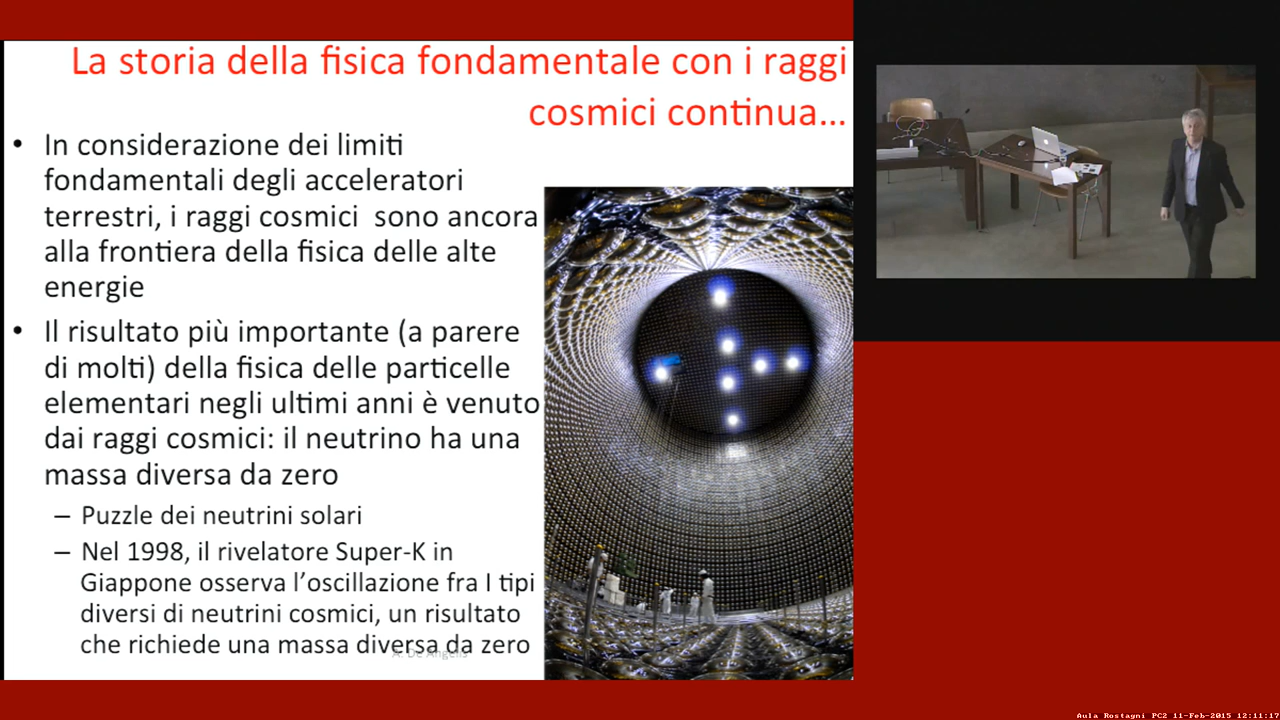 La storia della fisica fondamentale con i raggi
cosmici continua...
• In considerazione dei limiti
fondamentali degli acceleratori
terrestri, i raggi cosmici sono ancora
alla frontiera della fisica delle alte
energie
• Il risultato più importante (a parere
di molti) della fisica delle particelle
elementari negli ultimi anni è venuto
dai raggi cosmici: il neutrino ha una
massa diversa da zero
– Puzzle dei neutrini solari
– Nel 1998, il rivelatore Super-K in
Giappone osserva l'oscillazione fra I tipi
diversi di neutrini cosmici, un risultato
che richiede una massa diversa da zero
A. De Angelis
Aula Rostagni PC2 11-Feb-2015 12:11:17